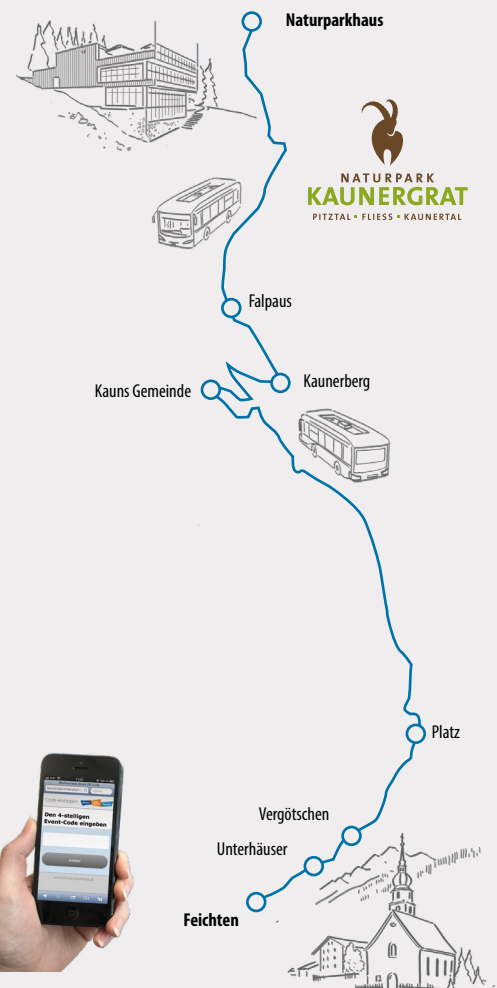 Naturparkhaus
NATURPARK
KAUNERGRAT
PITZTAL ▪ FLIESS ▪ KAUNERTAL
Falpaus
Kaunerberg
Kauns Gemeinde
Platz
Den 4-stelligen
Event-Code eingeben
Vergötschen
Unterhäuser
Feichten